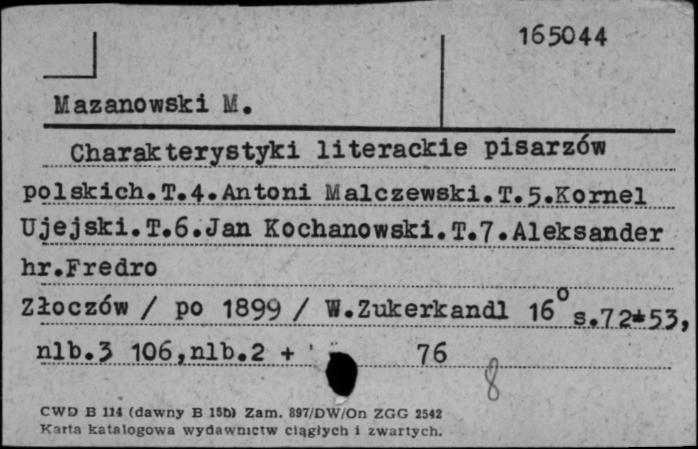 165044
Mazanowski M.
Charakterystyki literackie pisarzów
polskich.T.4.Antoni Malczewski.T.5.Kornel
Ujejski.T.6.Jan Kochanowski.T.7.Aleksander
hr.Fredro
Złoczów / po 1899 / W.Zukerkandl 16° s.72+53,
nlb.3 106,nlb.2 + 76
8
CWD B 114 (dawny B 15b) Zam. 897/DW/On ZGG 2542
Karta katalogowa wydawnictw ciągłych i zwartych.